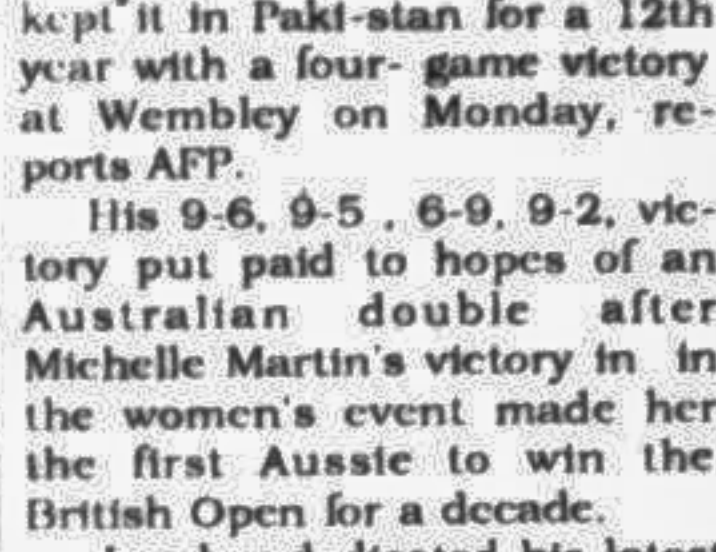 kept it in Paki-stan for a 12th
year with a four- game victory
at Wembley on Monday, re-
ports AFP.
His 9-6, 9-5 , 6-9, 9-2, vic-
tory put paid to hopes of an
Australian double after
Michelle Martin's victory in in
the women's event made her
the first Aussie to win the
British Open for a decade.